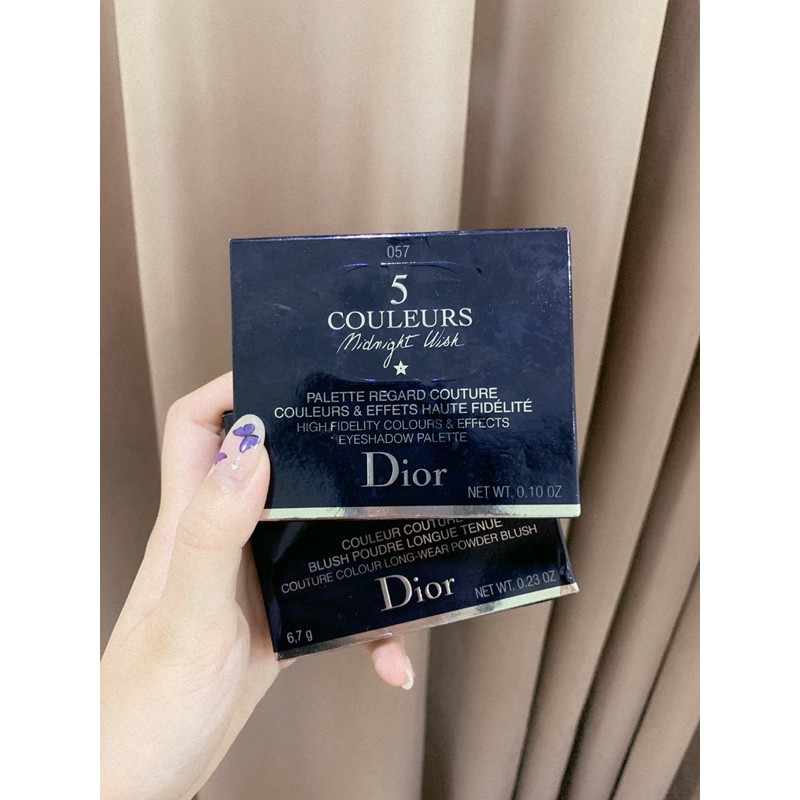 057
5
COULEURS
Midnight Wish
PALETTE REGARD COUTURE
COULEURS & EFFETS HAUTE FIDÉLITÉ
HIGH FIDELITY COLOURS & EFFECTS
EYESHADOW PALETTE
Dior
NET WT. 0.10 OZ
COULEUR COUTURE
BLUSH POUDRE LONGUE TENUE
COUTURE COLOUR LONG-WEAR POWDER BLUSH
Dior
NET WT. 0.23 OZ
6,7 g